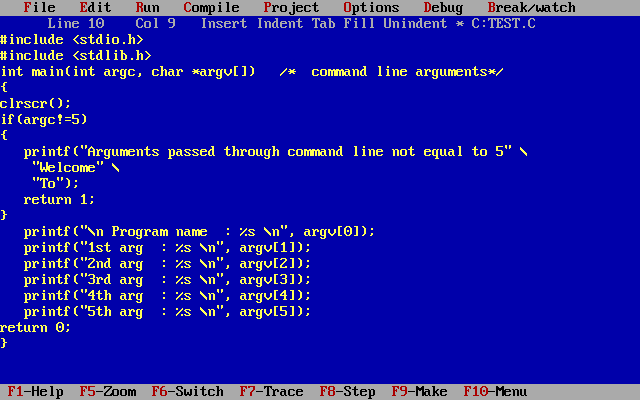 File Edit Run Compile Project Options Debug Break/watch
Line 10 Col 9 Insert Indent Tab Fill Unindent * C:TEST.C
#include <stdio.h>
#include <stdlib.h>
int main(int argc, char *argv[]) /* command line arguments*/
{
clrscr();
if(argc!=5)
{
   printf("Arguments passed through command line not equal to 5" \
    "Welcome" \
    "To");
   return 1;
}
   printf("\n Program name  : %s \n", argv[0]);
   printf("1st arg  : %s \n", argv[1]);
   printf("2nd arg  : %s \n", argv[2]);
   printf("3rd arg  : %s \n", argv[3]);
   printf("4th arg  : %s \n", argv[4]);
   printf("5th arg  : %s \n", argv[5]);
return 0;
}
F1-Help F5-Zoom F6-Switch F7-Trace F8-Step F9-Make F10-Menu